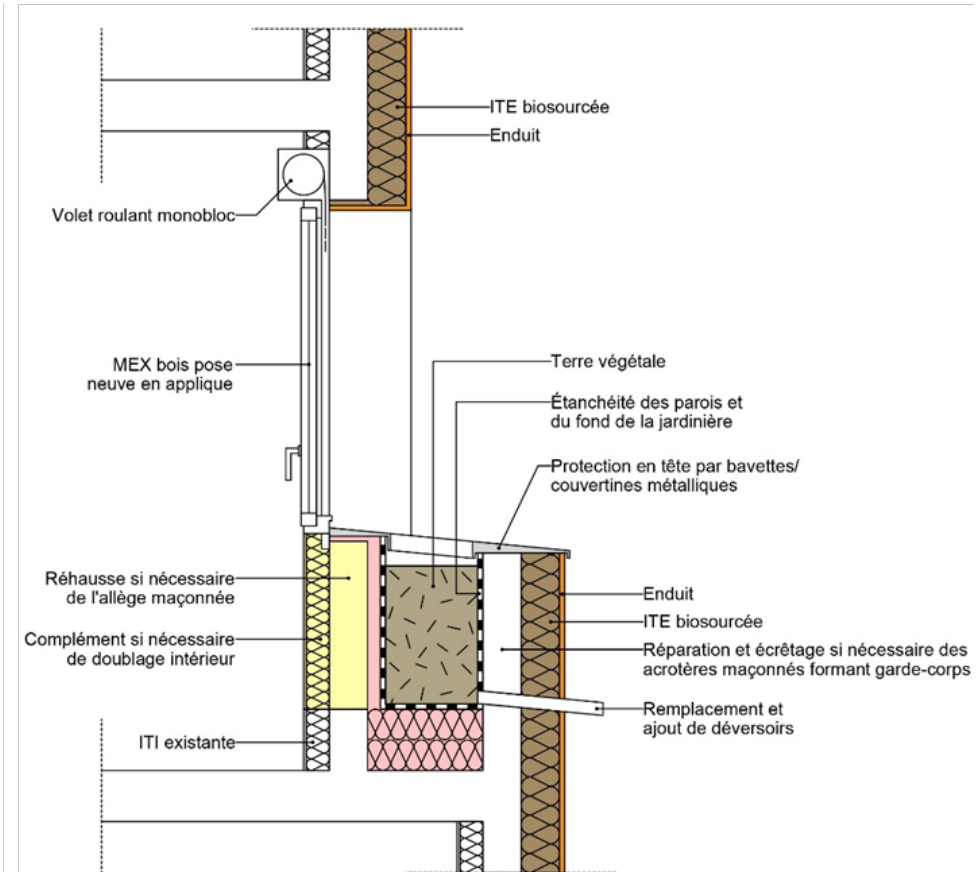 ITE biosourcée
Enduit
Volet roulant monobloc
MEX bois pose
neuve en applique
Terre végétale
Étanchéité des parois et
du fond de la jardinière
Protection en tête par bavettes/
couvertines métalliques
Réhausse si nécessaire
de l'allège maçonnée
Complément si nécessaire
de doublage intérieur
ITI existante
Enduit
ITE biosourcée
Réparation et écrêtage si nécessaire des
acrotères maçonnés formant garde-corps
Remplacement et
ajout de déversoirs